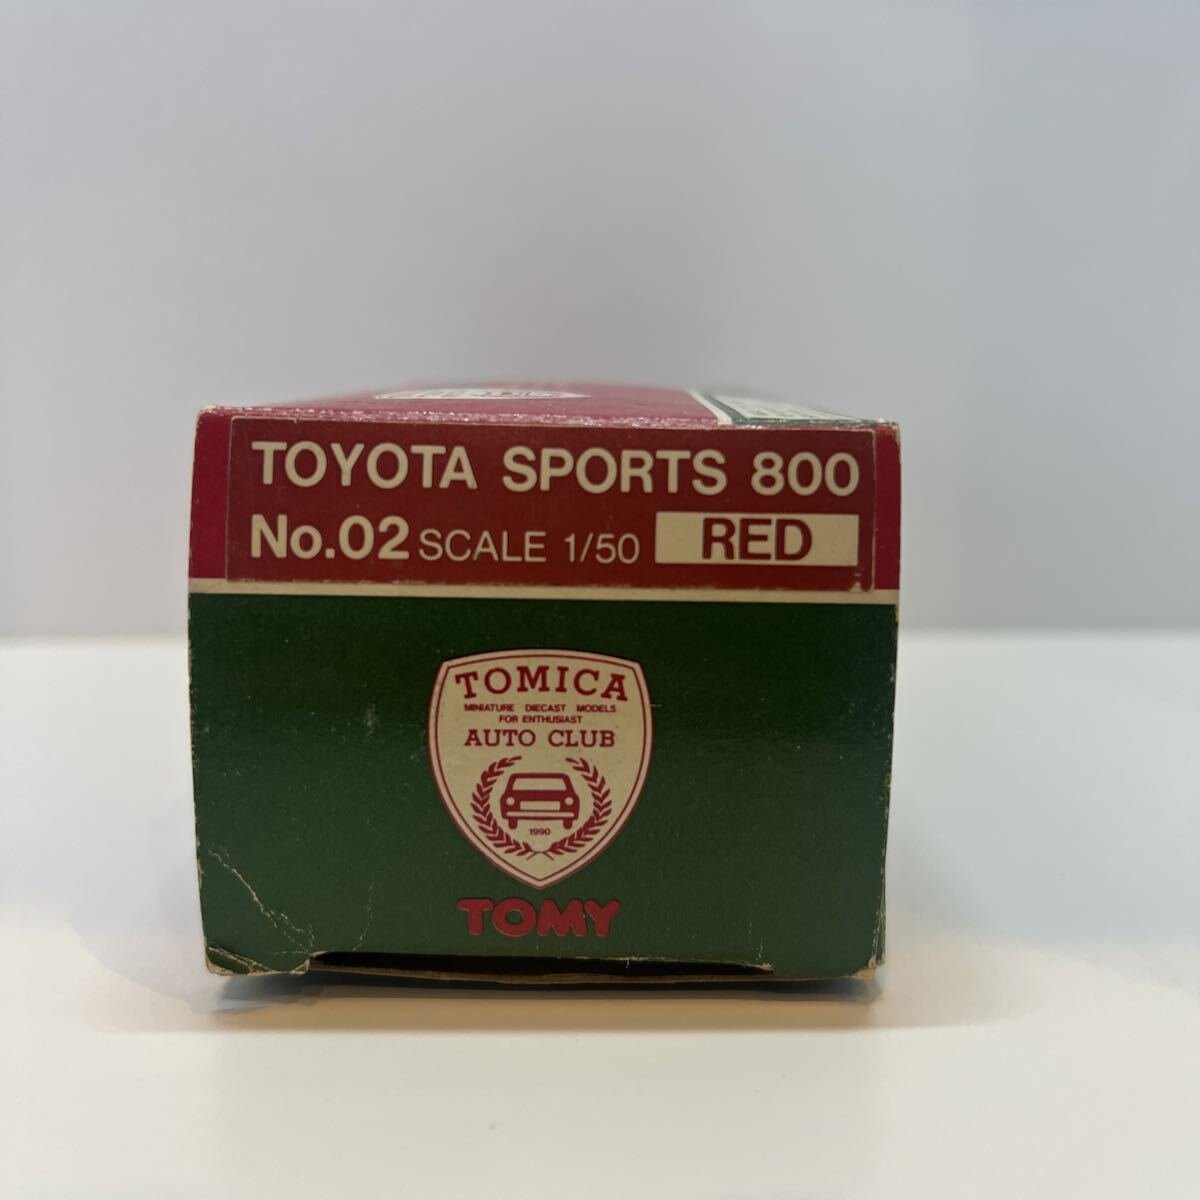 TOYOTA SPORTS 800
No.02 SCALE 1/50 RED
TOMICA
MINIATURE DIECAST MODELS
FOR ENTHUSIAST
AUTO CLUB
1990
TOMY